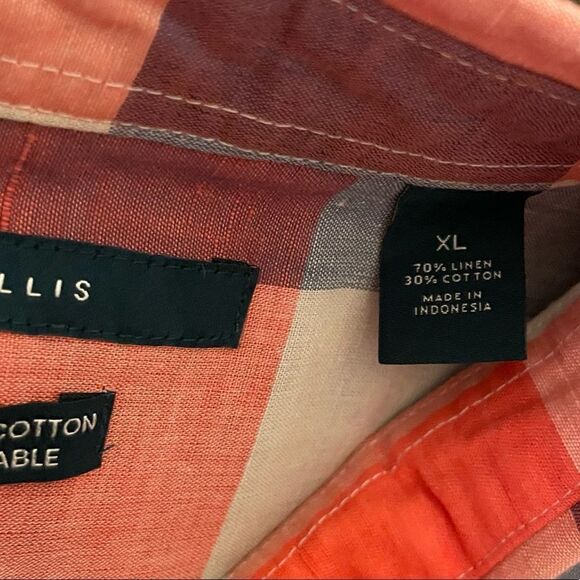 LLIS
COTTON
ABLE
XL
70% LINEN
30% COTTON
MADE IN
INDONESIA